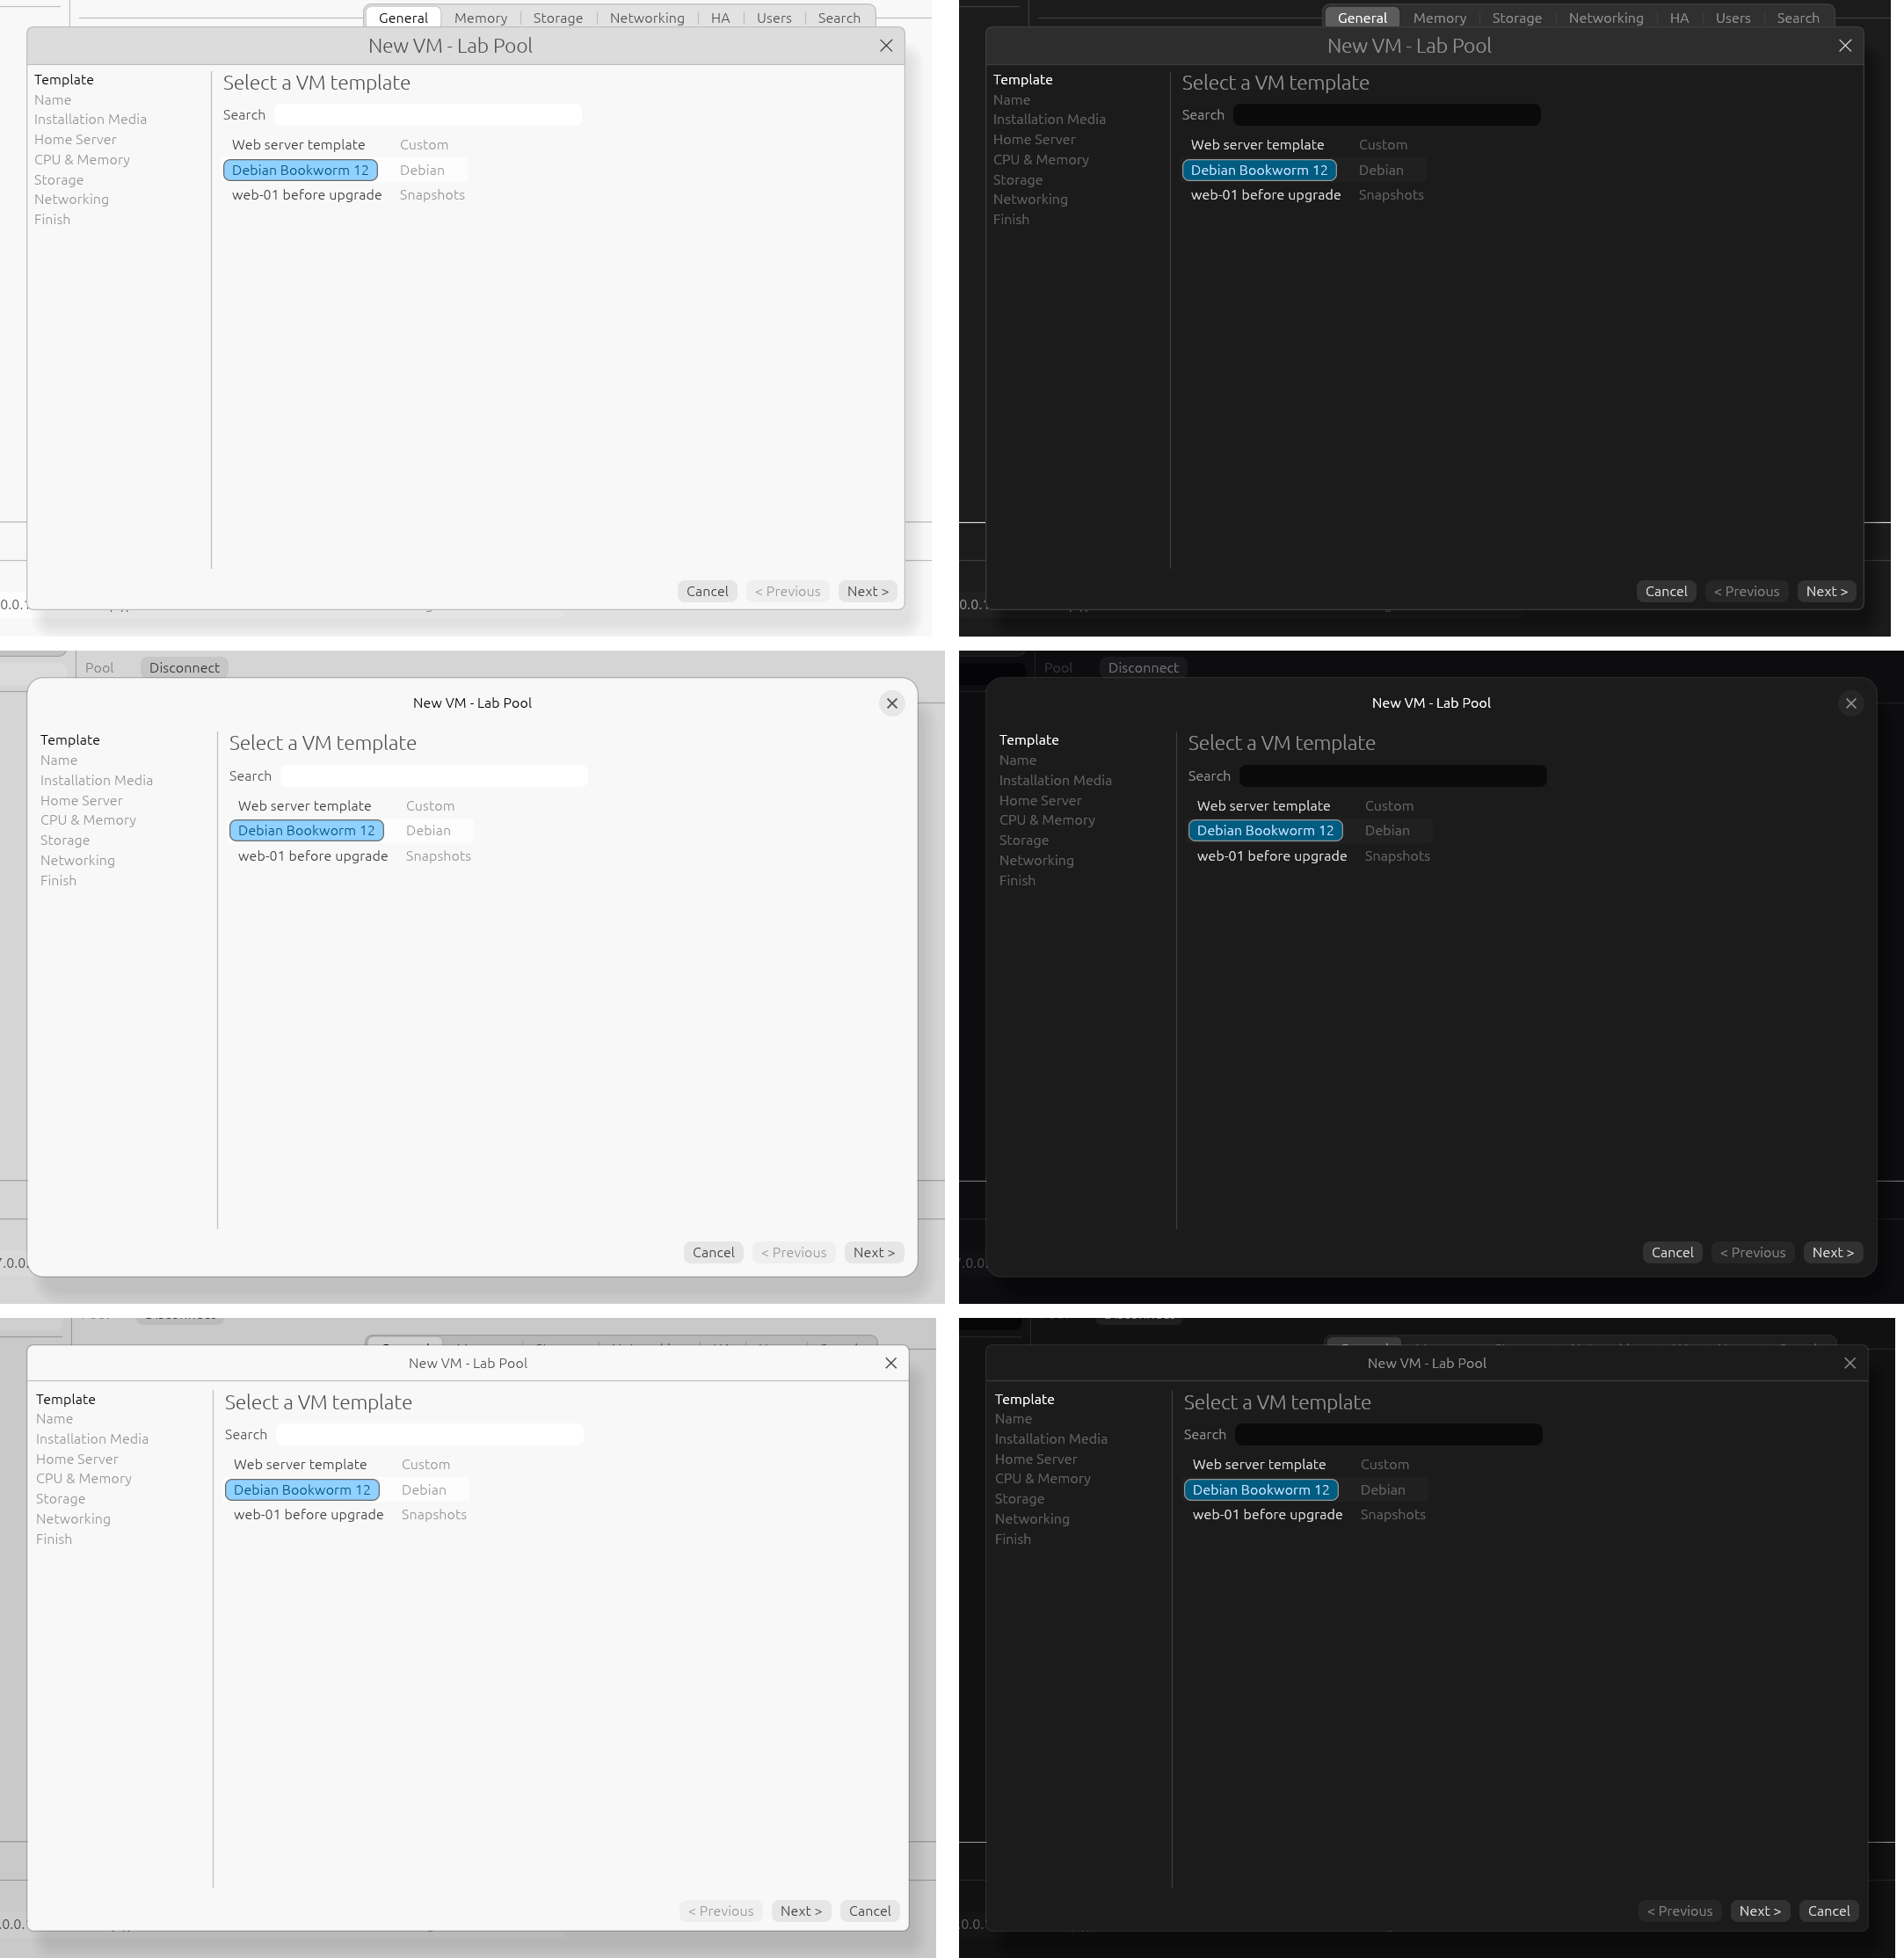 General Memory Storage Networking HA Users Search
New VM - Lab Pool
Template
Name
Installation Media
Home Server
CPU & Memory
Storage
Networking
Finish
Select a VM template
Search
Web server template Custom
Debian Bookworm 12 Debian
web-01 before upgrade Snapshots
Cancel < Previous Next >
General Memory Storage Networking HA Users Search
New VM - Lab Pool
Template
Name
Installation Media
Home Server
CPU & Memory
Storage
Networking
Finish
Select a VM template
Search
Web server template Custom
Debian Bookworm 12 Debian
web-01 before upgrade Snapshots
Cancel < Previous Next >
Pool Disconnect
New VM - Lab Pool
Template
Name
Installation Media
Home Server
CPU & Memory
Storage
Networking
Finish
Select a VM template
Search
Web server template Custom
Debian Bookworm 12 Debian
web-01 before upgrade Snapshots
Cancel < Previous Next >
Pool Disconnect
New VM - Lab Pool
Template
Name
Installation Media
Home Server
CPU & Memory
Storage
Networking
Finish
Select a VM template
Search
Web server template Custom
Debian Bookworm 12 Debian
web-01 before upgrade Snapshots
Cancel < Previous Next >
New VM - Lab Pool
Template
Name
Installation Media
Home Server
CPU & Memory
Storage
Networking
Finish
Select a VM template
Search
Web server template Custom
Debian Bookworm 12 Debian
web-01 before upgrade Snapshots
< Previous Next > Cancel
New VM - Lab Pool
Template
Name
Installation Media
Home Server
CPU & Memory
Storage
Networking
Finish
Select a VM template
Search
Web server template Custom
Debian Bookworm 12 Debian
web-01 before upgrade Snapshots
< Previous Next > Cancel